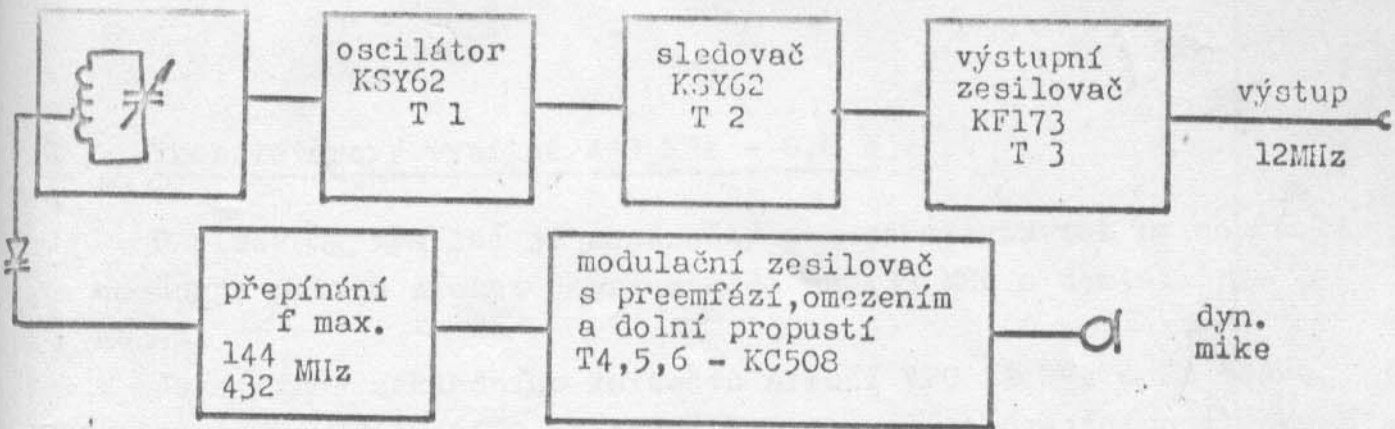 oscilátor
KSY62
T 1
sledovač
KSY62
T 2
výstupní
zesilovač
KF173
T 3
výstup
12MHz
přepínání
f max.
144
432 MHz
modulační zesilovač
s preemfází,omezením
a dolní propustí
T4,5,6 - KC508
dyn.
mike